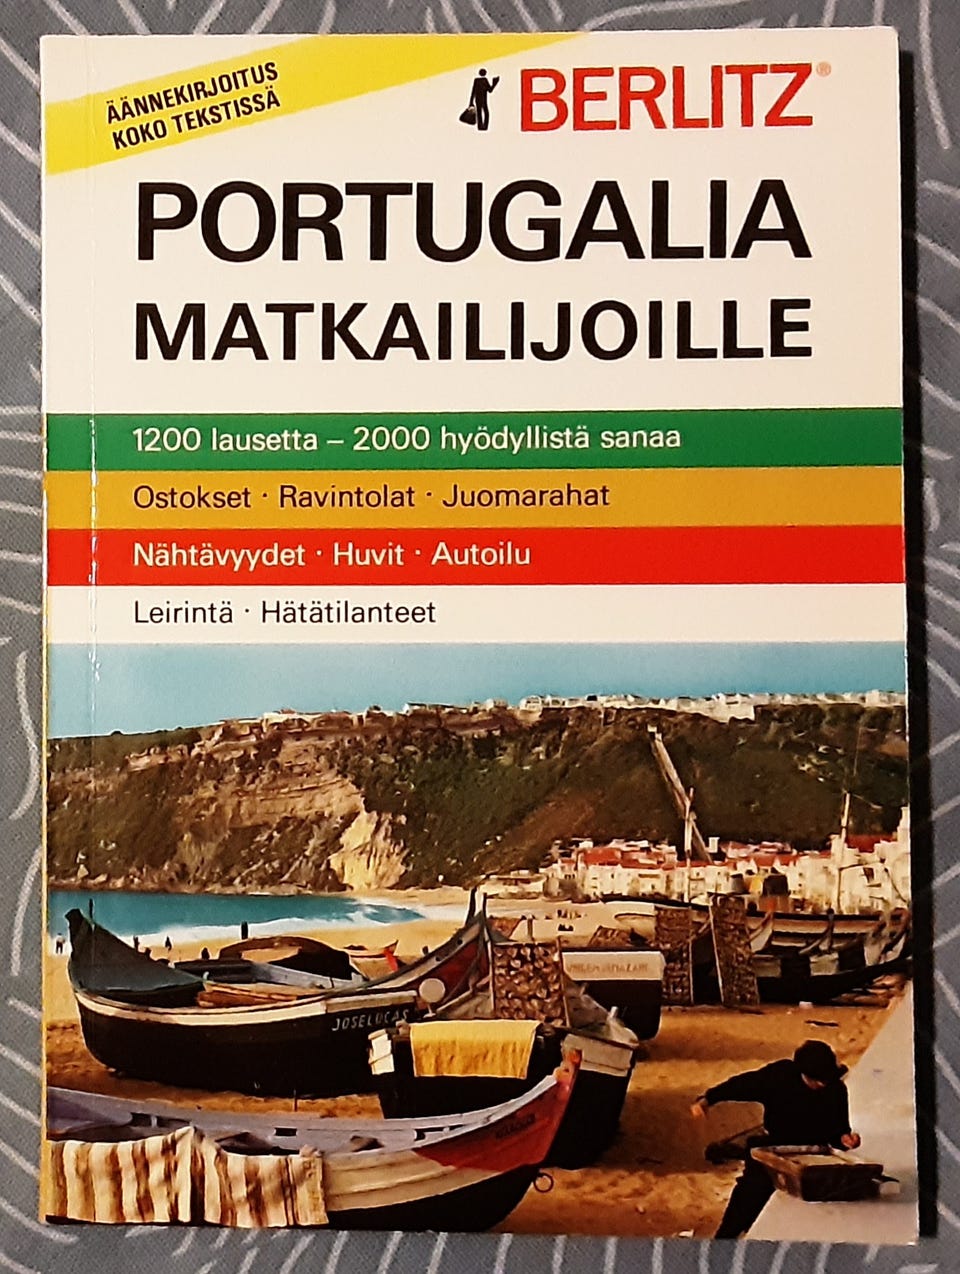 ÄÄNNEKIRJOITUS
KOKO TEKSTISSÄ
BERLITZ®
PORTUGALIA
MATKAILIJOILLE
1200 lausetta – 2000 hyödyllistä sanaa
Ostokset · Ravintolat · Juomarahat
Nähtävyydet · Huvit · Autoilu
Leirintä · Hätätilanteet
JOSELUCAS